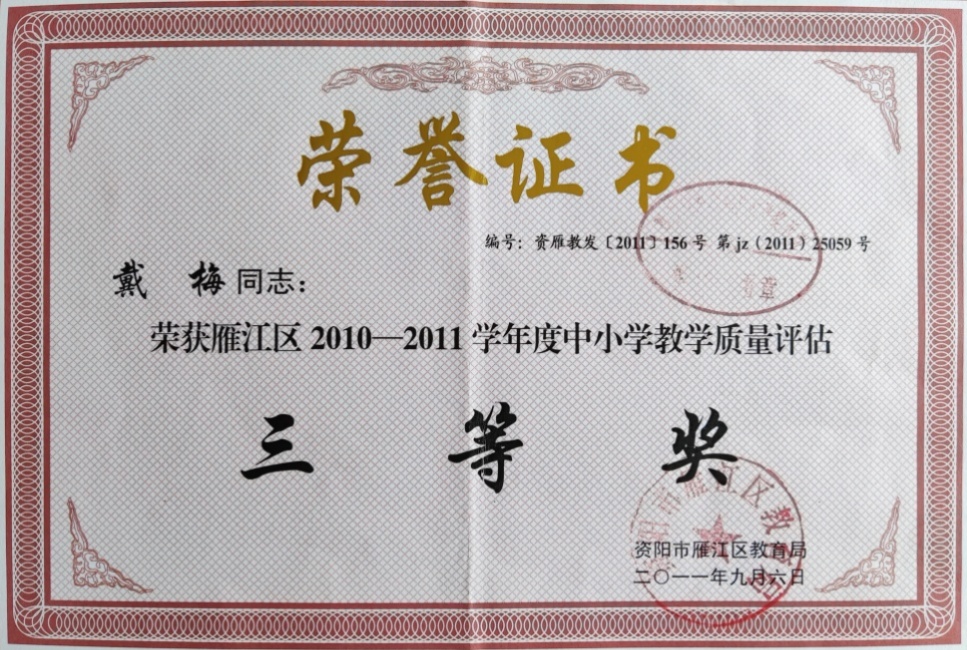 荣誉证书
编号：资雁教发〔2011〕156号 第jz（2011）25059号
戴 梅 同志：
荣获雁江区2010—2011学年度中小学教学质量评估
三 等 奖
资阳市雁江区教育局
二〇一一年九月六日